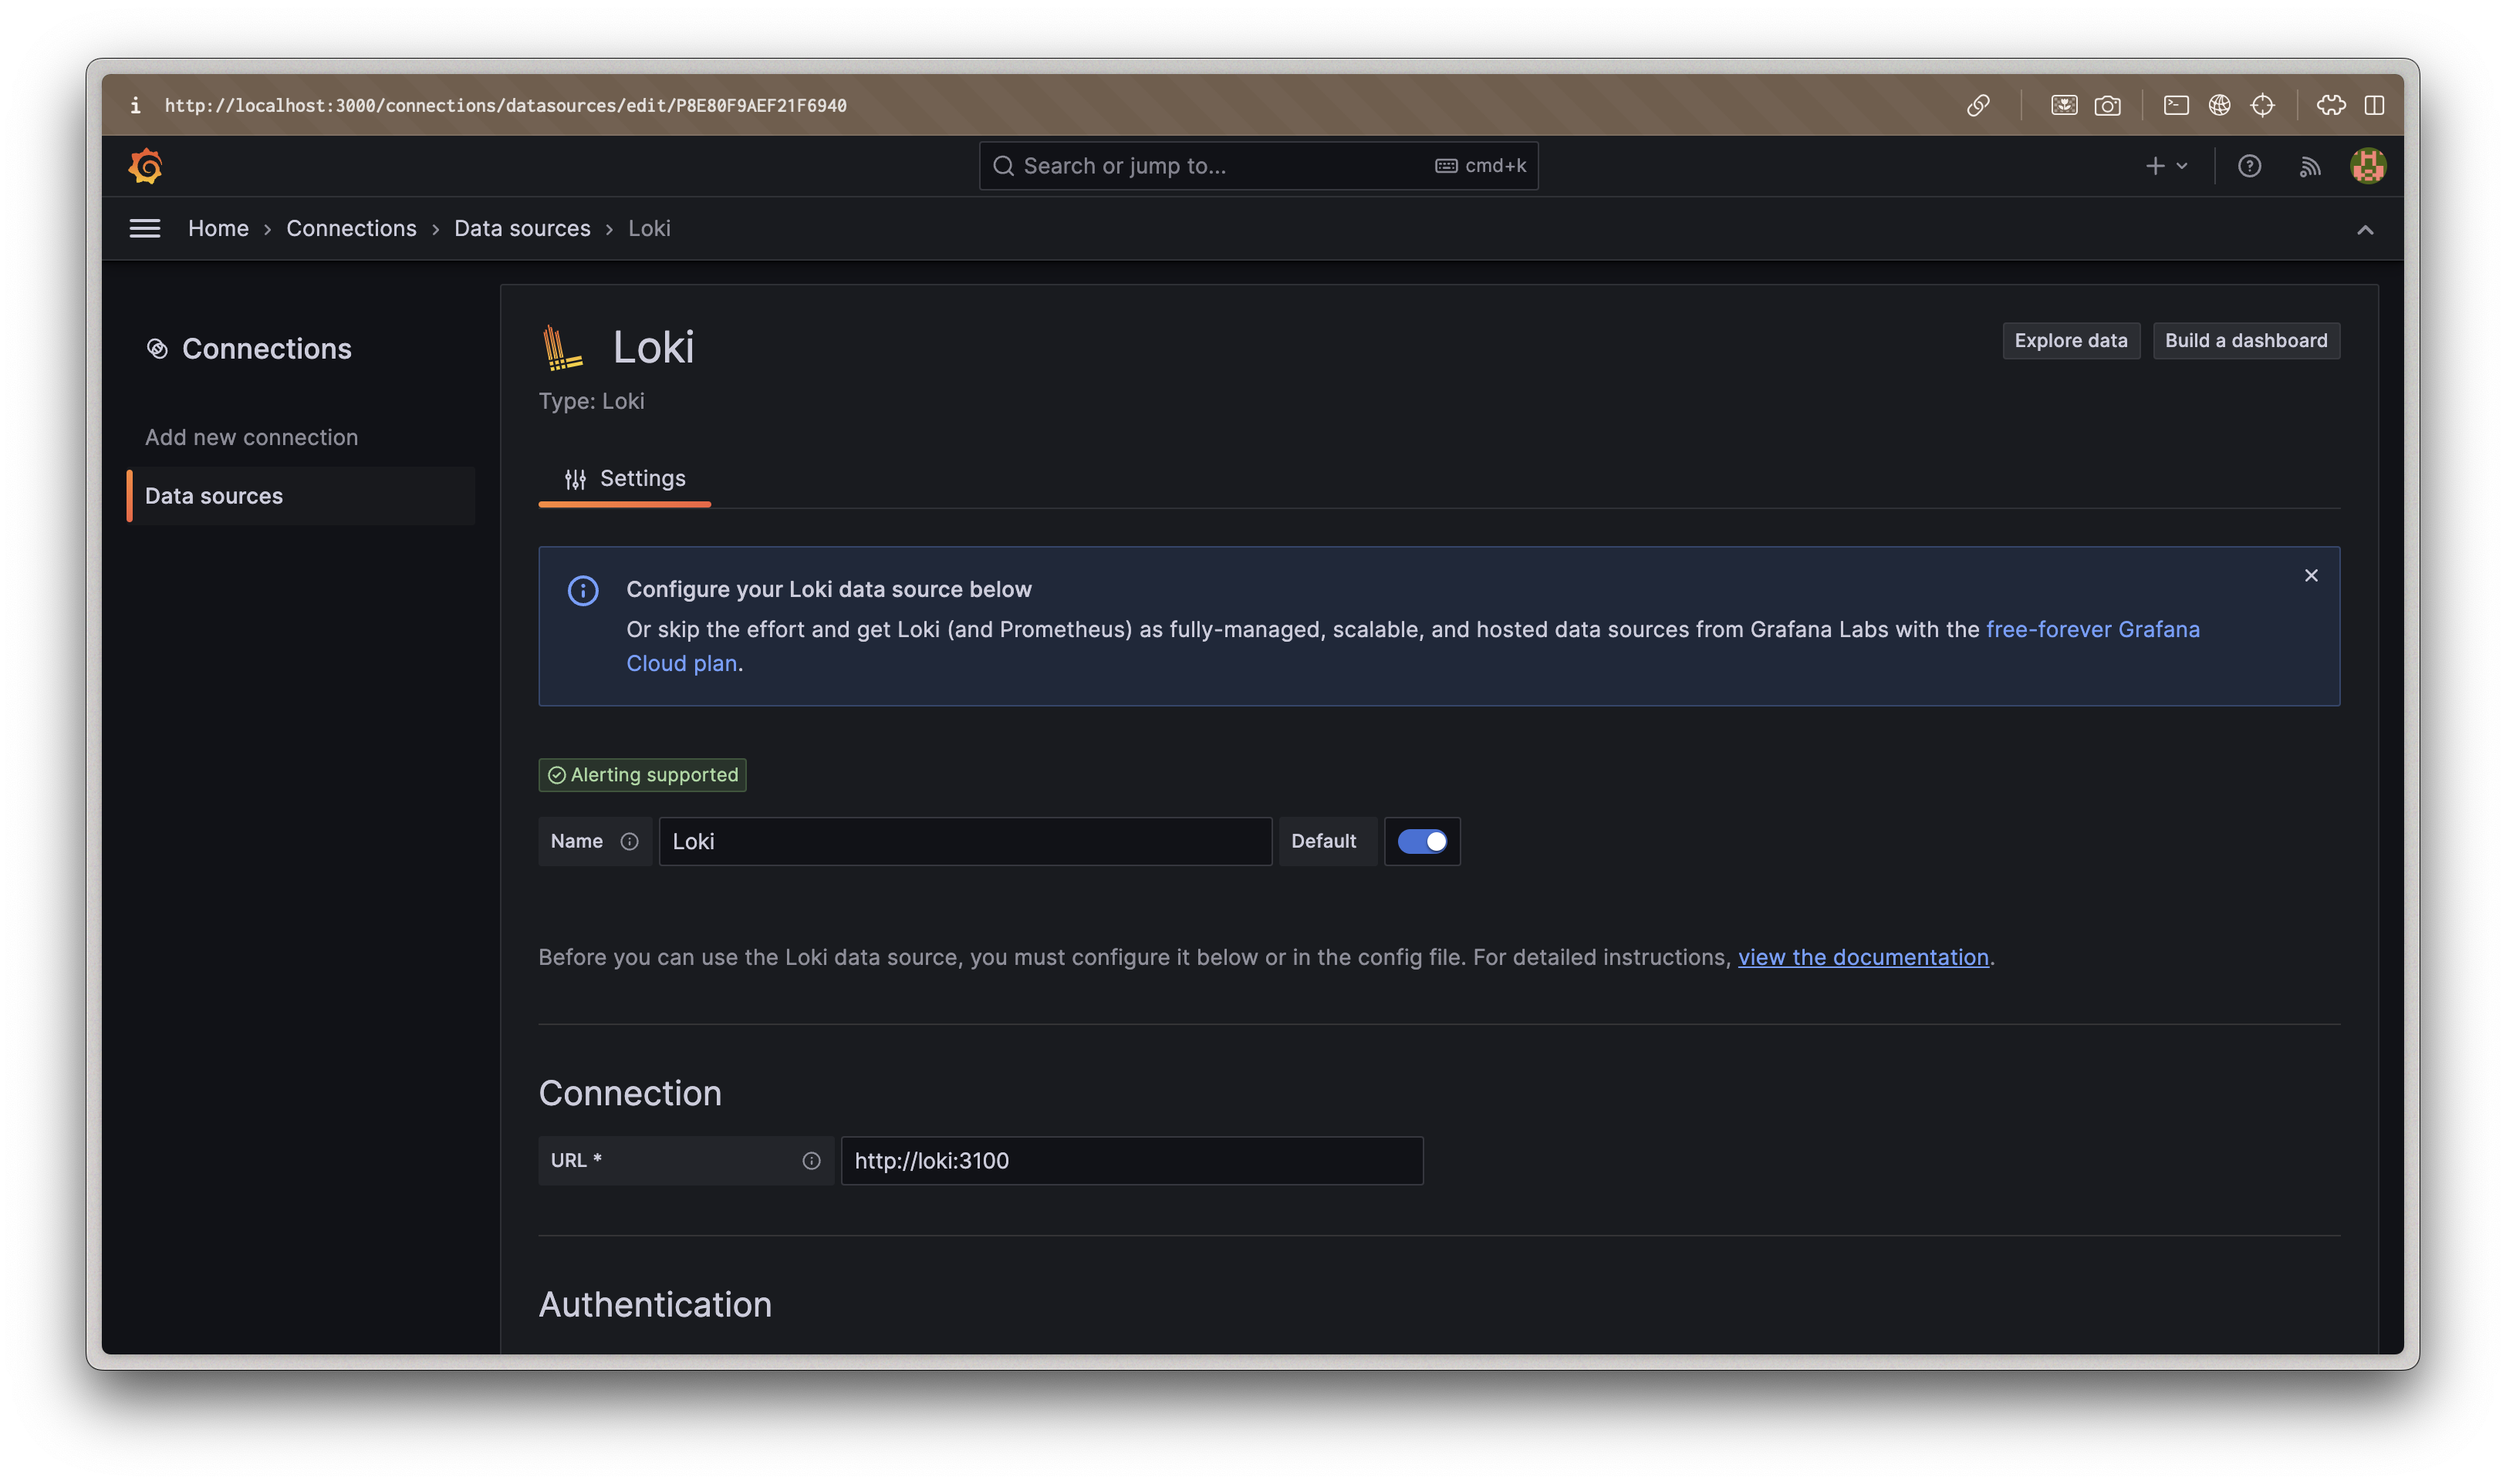 http://localhost:3000/connections/datasources/edit/P8E80F9AEF21F6940
Search or jump to...
cmd+k
Home › Connections › Data sources › Loki
Connections
Add new connection
Data sources
Loki
Explore data
Build a dashboard
Type: Loki
Settings
Configure your Loki data source below
Or skip the effort and get Loki (and Prometheus) as fully-managed, scalable, and hosted data sources from Grafana Labs with the free-forever Grafana
Cloud plan.
Alerting supported
Name
Loki
Default
Before you can use the Loki data source, you must configure it below or in the config file. For detailed instructions, view the documentation.
Connection
URL *
http://loki:3100
Authentication